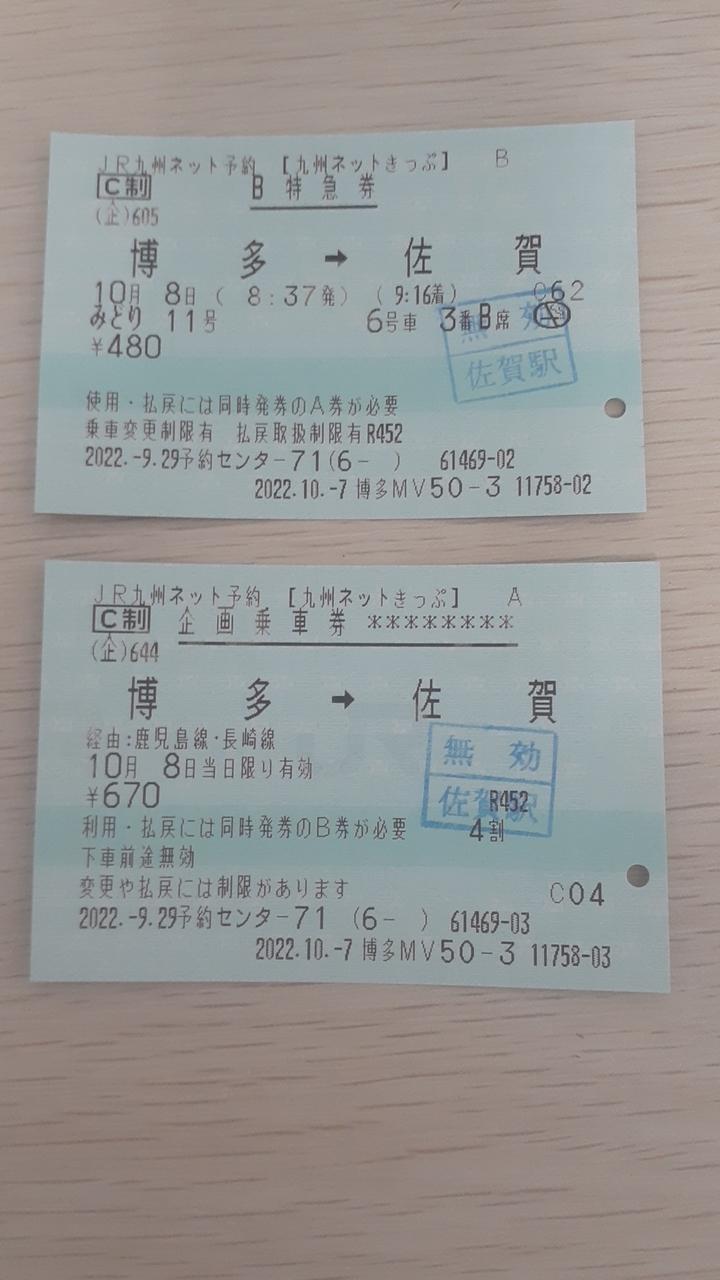 JR九州ネット予約 [九州ネットきっぷ] B
C制 B 特急券
(企)605
博多→佐賀
10月 8日 ( 8:37発) ( 9:16着) C62
みどり 11号 6号車 3番B席
¥480
無効
佐賀駅
使用・払戻には同時発券のA券が必要
乗車変更制限有 払戻取扱制限有R452
2022.-9.29予約センター71(6- ) 61469-02
2022.10.-7 博多MV50-3 11758-02
JR九州ネット予約 [九州ネットきっぷ] A
C制 企画乗車券 ********
(企)644
博多→佐賀
経由:鹿児島線・長崎線
10月 8日当日限り有効
無効
佐賀駅
¥670 R452
利用・払戻には同時発券のB券が必要 4割
下車前途無効
変更や払戻には制限があります C04
2022.-9.29予約センター71 (6- ) 61469-03
2022.10.-7 博多MV50-3 11758-03